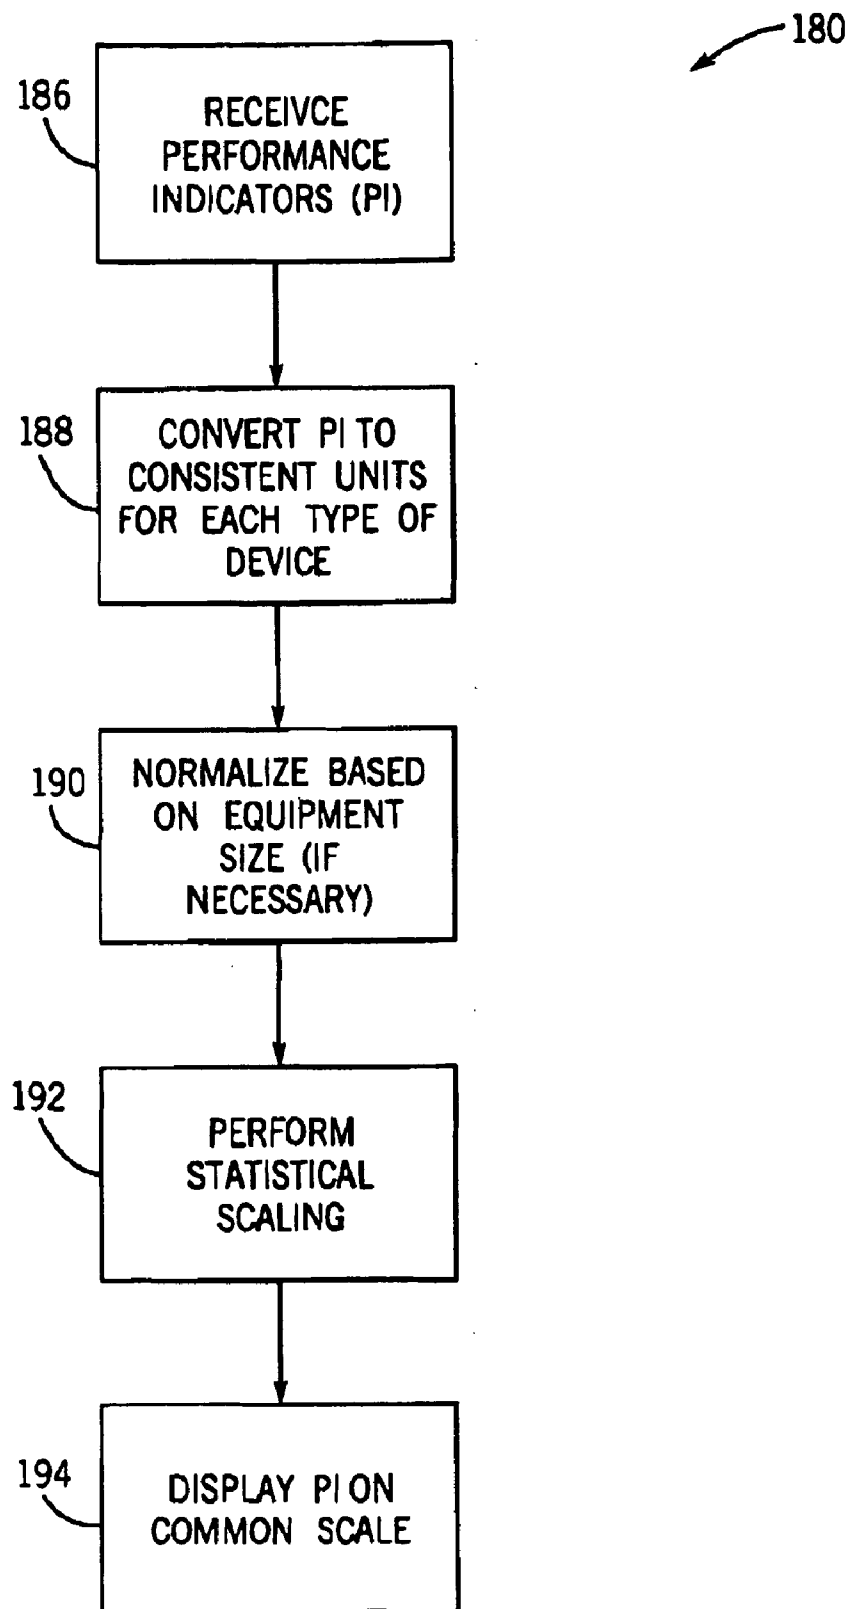 180
186
RECEIVCE
PERFORMANCE
INDICATORS (PI)
188
CONVERT PI TO
CONSISTENT UNITS
FOR EACH TYPE OF
DEVICE
190
NORMALIZE BASED
ON EQUIPMENT
SIZE (IF
NECESSARY)
192
PERFORM
STATISTICAL
SCALING
194
DISPLAY PI ON
COMMON SCALE